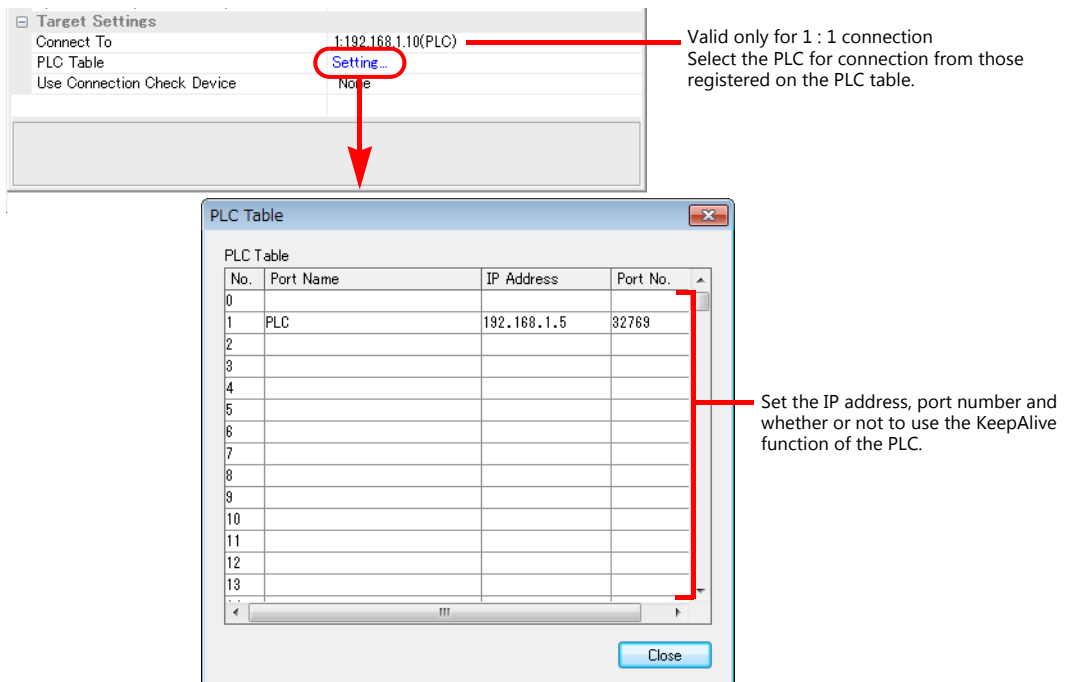 Target Settings
Connect To 1:192.168.1.10(PLC)
PLC Table Setting...
Use Connection Check Device None
Valid only for 1 : 1 connection
Select the PLC for connection from those
registered on the PLC table.
PLC Table
PLC Table
No. Port Name IP Address Port No.
0
1 PLC 192.168.1.5 32769
2
3
4
5
6
7
8
9
10
11
12
13
Set the IP address, port number and
whether or not to use the KeepAlive
function of the PLC.
Close